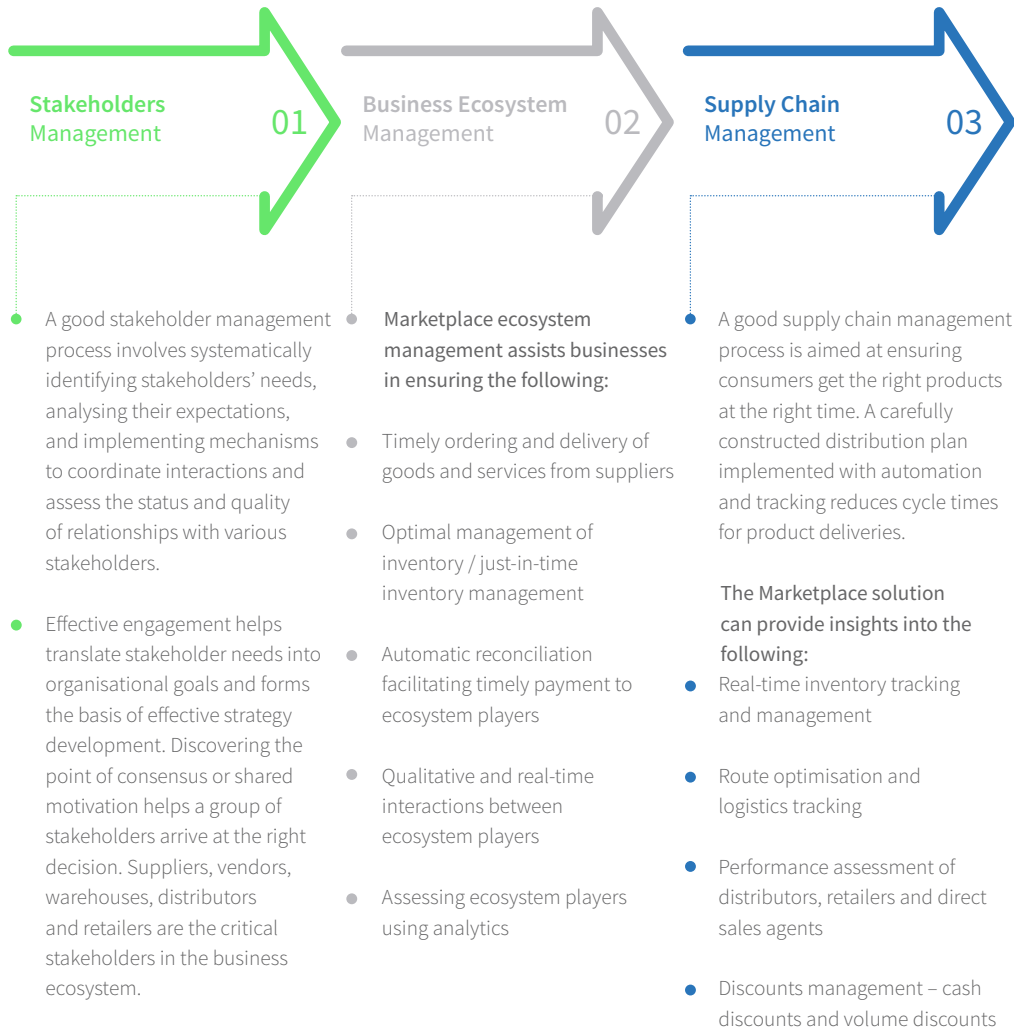 Stakeholders
Management
01
Business Ecosystem
Management
02
Supply Chain
Management
03
A good stakeholder management
process involves systematically
identifying stakeholders’ needs,
analysing their expectations,
and implementing mechanisms
to coordinate interactions and
assess the status and quality
of relationships with various
stakeholders.
Effective engagement helps
translate stakeholder needs into
organisational goals and forms
the basis of effective strategy
development. Discovering the
point of consensus or shared
motivation helps a group of
stakeholders arrive at the right
decision. Suppliers, vendors,
warehouses, distributors
and retailers are the critical
stakeholders in the business
ecosystem.
Marketplace ecosystem
management assists businesses
in ensuring the following:
Timely ordering and delivery of
goods and services from suppliers
Optimal management of
inventory / just-in-time
inventory management
Automatic reconciliation
facilitating timely payment to
ecosystem players
Qualitative and real-time
interactions between
ecosystem players
Assessing ecosystem players
using analytics
A good supply chain management
process is aimed at ensuring
consumers get the right products
at the right time. A carefully
constructed distribution plan
implemented with automation
and tracking reduces cycle times
for product deliveries.
The Marketplace solution
can provide insights into the
following:
Real-time inventory tracking
and management
Route optimisation and
logistics tracking
Performance assessment of
distributors, retailers and direct
sales agents
Discounts management – cash
discounts and volume discounts